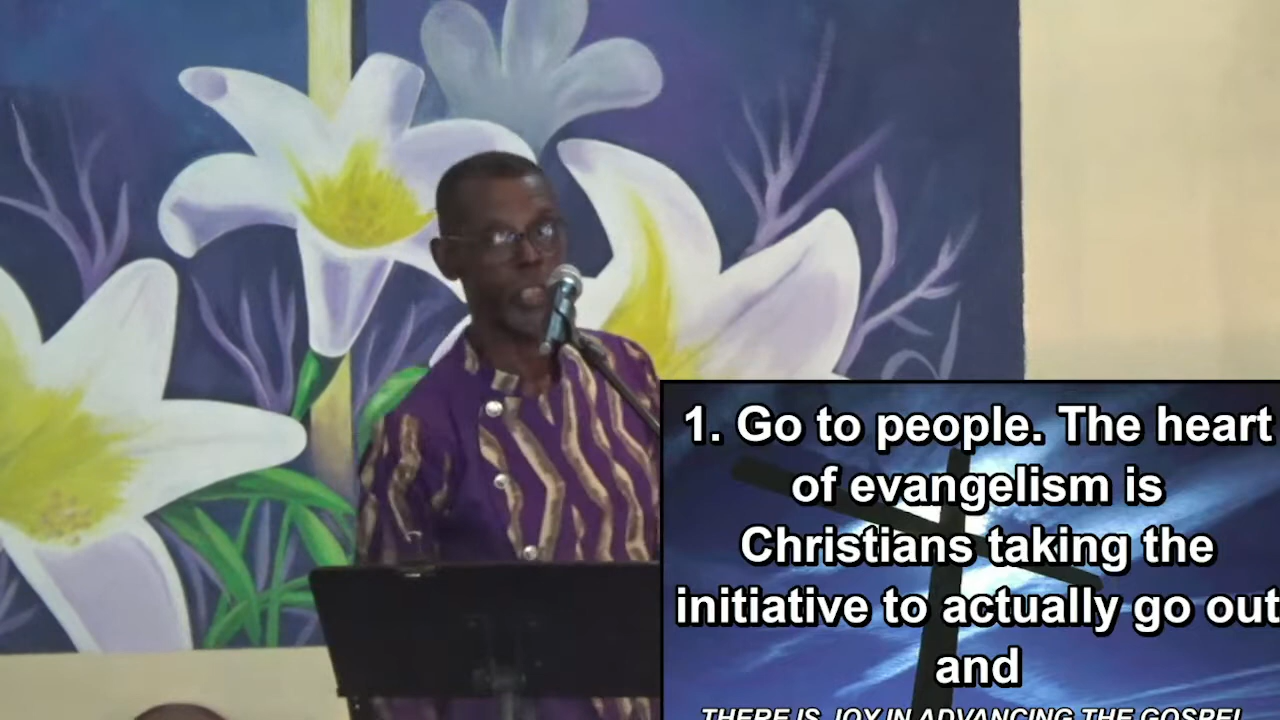 1. Go to people. The heart
of evangelism is
Christians taking the
initiative to actually go out
and
THERE IS JOY IN ADVANCING THE GOSPEL